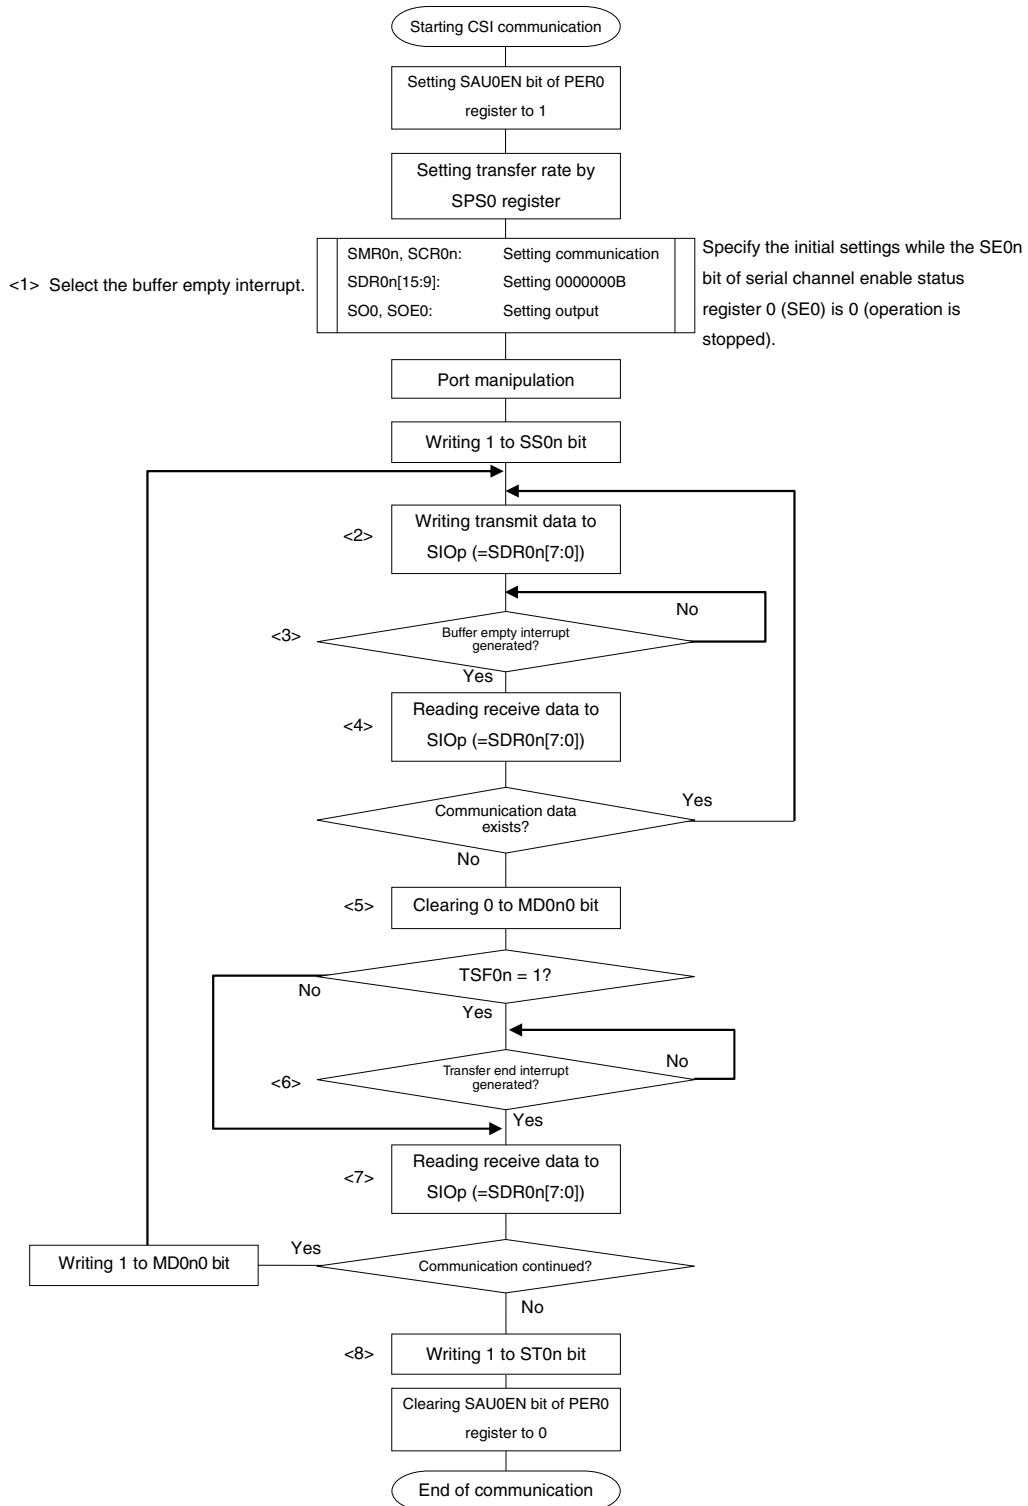 Starting CSI communication
Setting SAU0EN bit of PER0
register to 1
Setting transfer rate by
SPS0 register
<1> Select the buffer empty interrupt.
SMR0n, SCR0n: Setting communication
SDR0n[15:9]: Setting 0000000B
SO0, SOE0: Setting output
Specify the initial settings while the SE0n
bit of serial channel enable status
register 0 (SE0) is 0 (operation is
stopped).
Port manipulation
Writing 1 to SS0n bit
<2>
Writing transmit data to
SIOp (=SDR0n[7:0])
No
<3>
Buffer empty interrupt
generated?
Yes
<4>
Reading receive data to
SIOp (=SDR0n[7:0])
Communication data
exists?
Yes
No
<5>
Clearing 0 to MD0n0 bit
TSF0n = 1?
No
Yes
<6>
Transfer end interrupt
generated?
No
Yes
<7>
Reading receive data to
SIOp (=SDR0n[7:0])
Writing 1 to MD0n0 bit
Yes
Communication continued?
No
<8>
Writing 1 to ST0n bit
Clearing SAU0EN bit of PER0
register to 0
End of communication